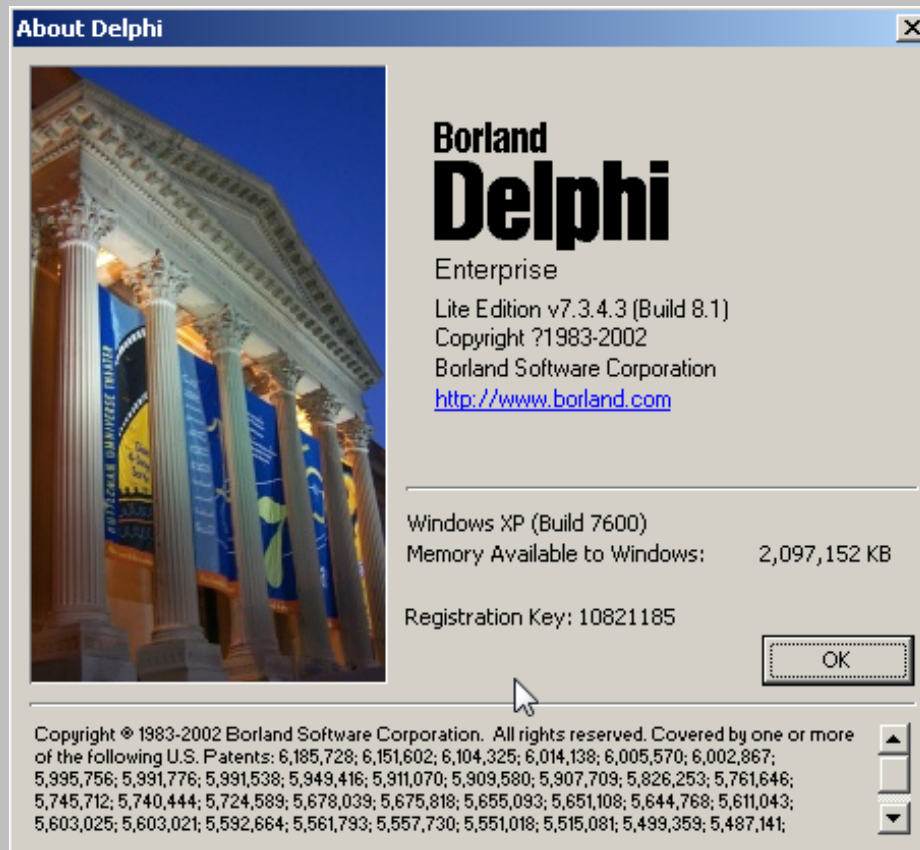 About Delphi
Borland
Delphi
Enterprise
Lite Edition v7.3.4.3 (Build 8.1)
Copyright ?1983-2002
Borland Software Corporation
http://www.borland.com
Windows XP (Build 7600)
Memory Available to Windows: 2,097,152 KB
Registration Key: 10821185
OK
Copyright ® 1983-2002 Borland Software Corporation. All rights reserved. Covered by one or more
of the following U.S. Patents: 6,185,728; 6,151,602; 6,104,325; 6,014,138; 6,005,570; 6,002,867;
5,995,756; 5,991,776; 5,991,538; 5,949,416; 5,911,070; 5,909,580; 5,907,709; 5,826,253; 5,761,646;
5,745,712; 5,740,444; 5,724,589; 5,678,039; 5,675,818; 5,655,093; 5,651,108; 5,644,768; 5,611,043;
5,603,025; 5,603,021; 5,592,664; 5,561,793; 5,557,730; 5,551,018; 5,515,081; 5,499,359; 5,487,141;